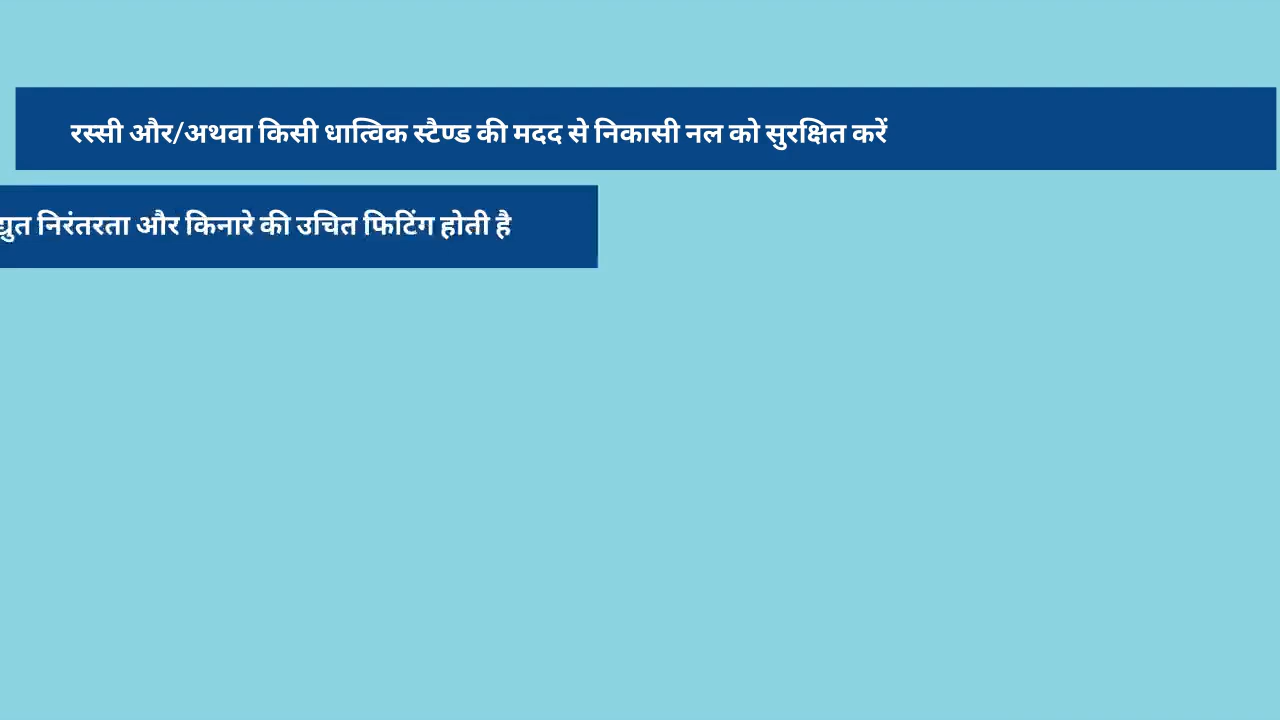 रस्सी और/अथवा किसी धात्विक स्टैण्ड की मदद से निकासी नल को सुरक्षित करें
निरंतरता और किनारे की उचित फिटिंग होती है